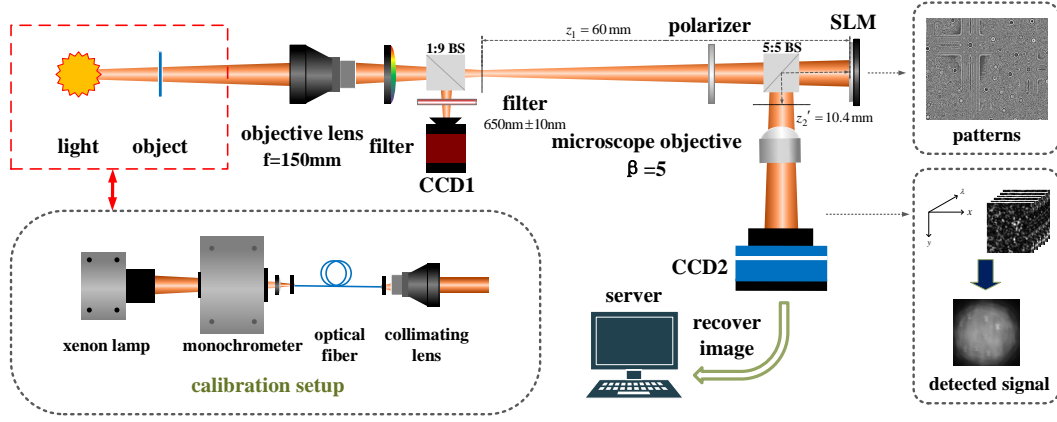 SLM
polarizer
z₁ = 60 mm
1:9 BS
5:5 BS
filter
650nm±10nm
z₂' = 10.4 mm
patterns
light
object
objective lens
f=150mm
filter
CCD1
microscope objective
β=5
λ
x
y
CCD2
server
recover
image
detected signal
xenon lamp
monochrometer
optical
fiber
collimating
lens
calibration setup